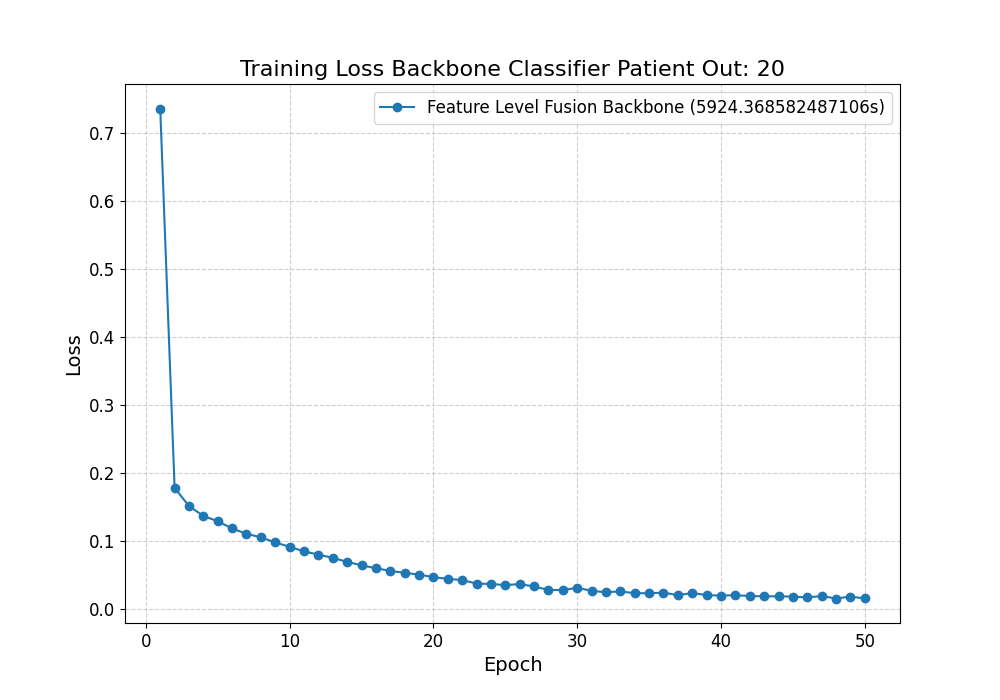 Training Loss Backbone Classifier Patient Out: 20
Feature Level Fusion Backbone (5924.368582487106s)
0.7
0.6
0.5
0.4
0.3
0.2
0.1
0.0
Loss
0 10 20 30 40 50
Epoch